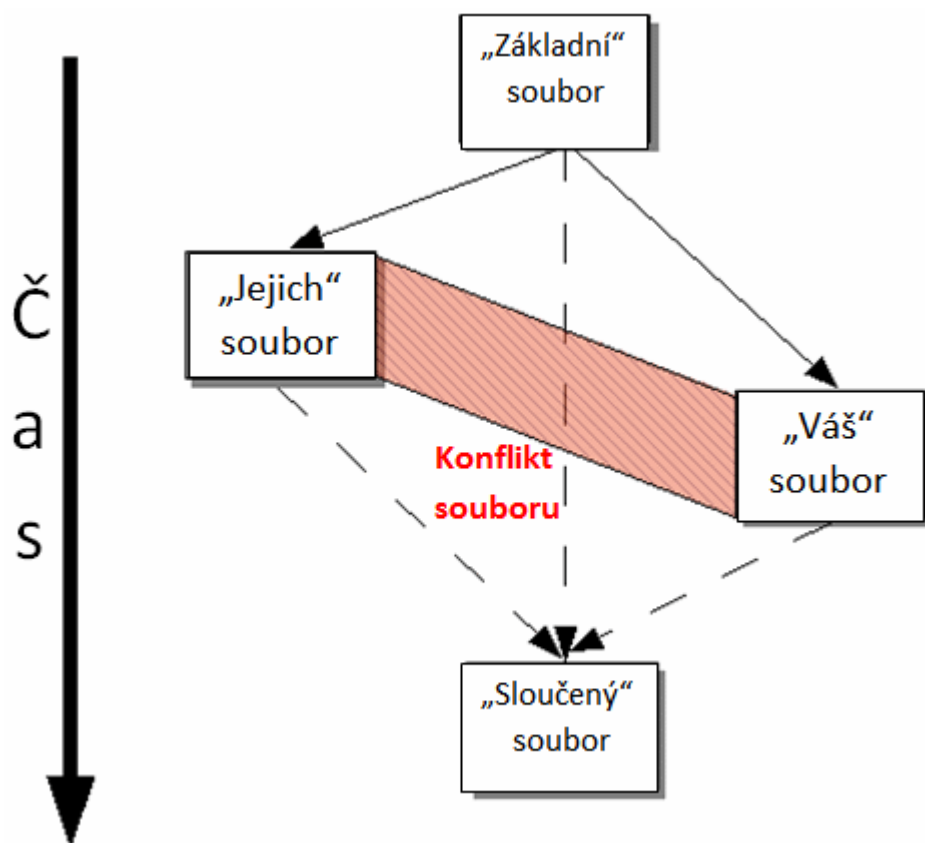 „Základní“
soubor
„Jejich“
soubor
Č
a
s
„Váš“
soubor
Konflikt
souboru
„Sloučený“
soubor